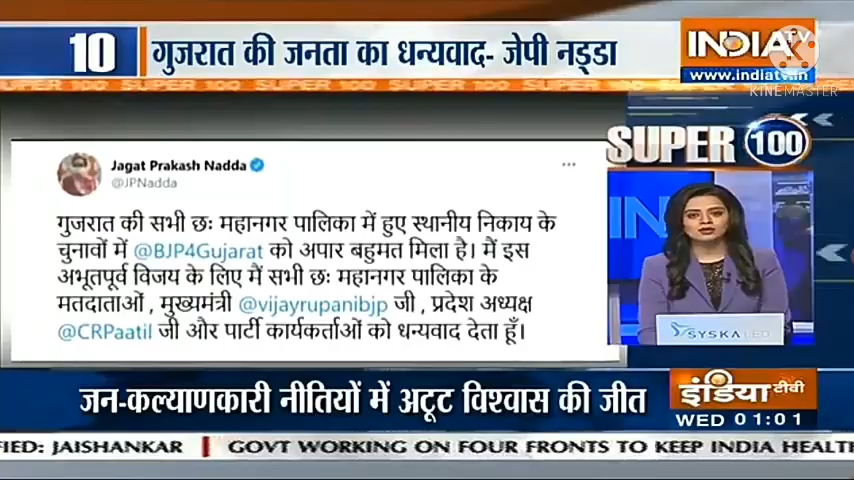 10
गुजरात की जनता का धन्यवाद- जेपी नड्डा
INDIA TV
www.indiatv.in
KINEMASTER
SUPER 100
Jagat Prakash Nadda
@JPNadda
गुजरात की सभी छः महानगर पालिका में हुए स्थानीय निकाय के
चुनावों में @BJP4Gujarat को अपार बहुमत मिला है। मैं इस
अभूतपूर्व विजय के लिए मैं सभी छः महानगर पालिका के
मतदाताओं , मुख्यमंत्री @vijayrupanibjp जी , प्रदेश अध्यक्ष
@CRPaatil जी और पार्टी कार्यकर्ताओं को धन्यवाद देता हूँ।
SYSKA LED
जन-कल्याणकारी नीतियों में अटूट विश्वास की जीत
इंडिया टीवी
WED 01:01
FIED: JAISHANKAR GOVT WORKING ON FOUR FRONTS TO KEEP INDIA HEALTH